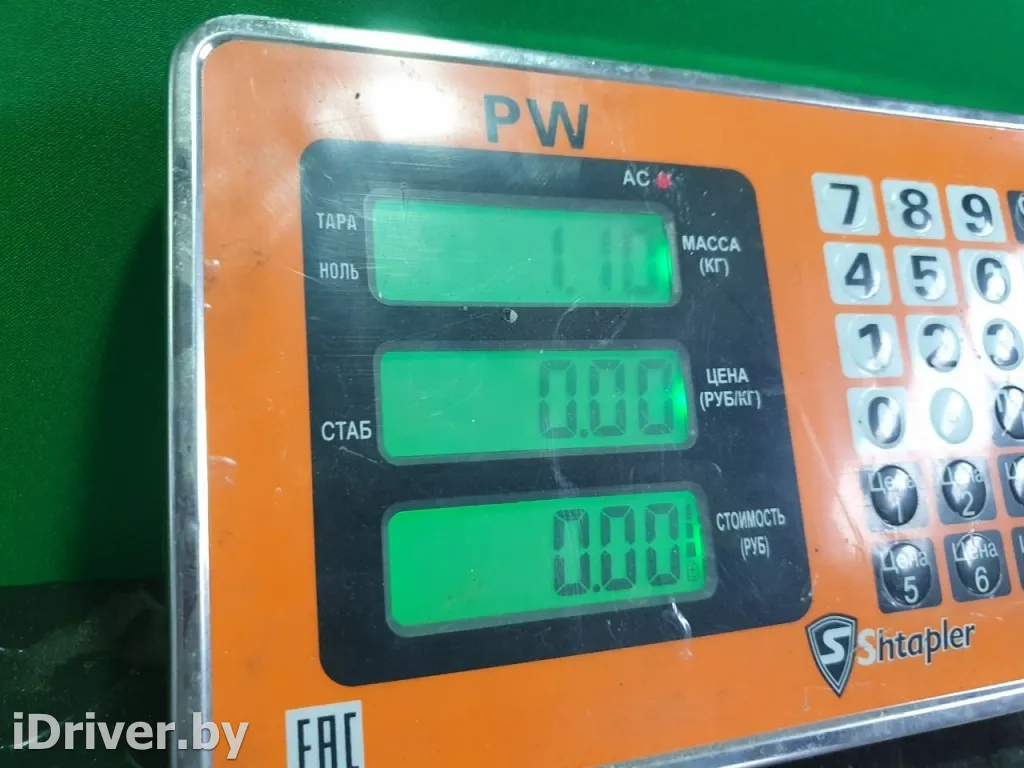 PW
AC
ТАРА
НОЛЬ
1.10
МАССА
(КГ)
0.00
ЦЕНА
(РУБ/КГ)
СТАБ
0.00
СТОИМОСТЬ
(РУБ)
7 8 9
4 5 6
1 2 3
0
Цена 1
Цена 2
Цена 5
Цена 6
S Shtapler
EAC
iDriver.by